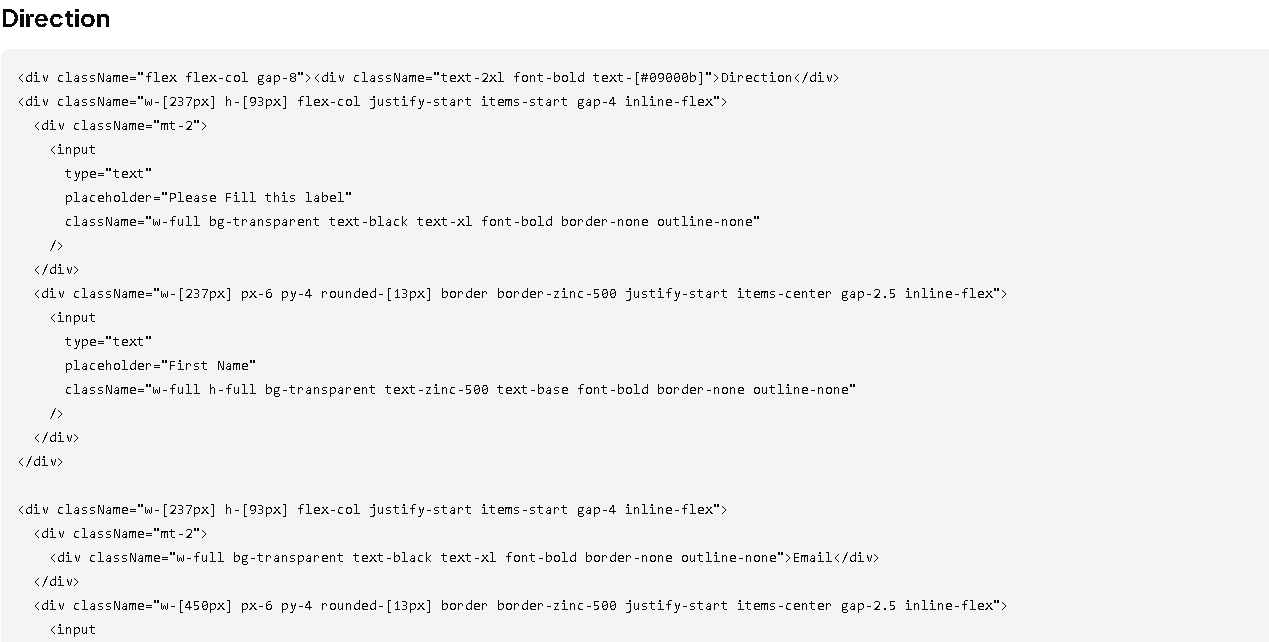 Direction
<div className="flex flex-col gap-8"><div className="text-2xl font-bold text-[#09000b]">Direction</div>
<div className="w-[237px] h-[93px] flex-col justify-start items-start gap-4 inline-flex">
<div className="mt-2">
<input
type="text"
placeholder="Please Fill this label"
className="w-full bg-transparent text-black text-xl font-bold border-none outline-none"
/>
</div>
<div className="w-[237px] px-6 py-4 rounded-[13px] border border-zinc-500 justify-start items-center gap-2.5 inline-flex">
<input
type="text"
placeholder="First Name"
className="w-full h-full bg-transparent text-zinc-500 text-base font-bold border-none outline-none"
/>
</div>
</div>
<div className="w-[237px] h-[93px] flex-col justify-start items-start gap-4 inline-flex">
<div className="mt-2">
<div className="w-full bg-transparent text-black text-xl font-bold border-none outline-none">Email</div>
</div>
<div className="w-[450px] px-6 py-4 rounded-[13px] border border-zinc-500 justify-start items-center gap-2.5 inline-flex">
<input